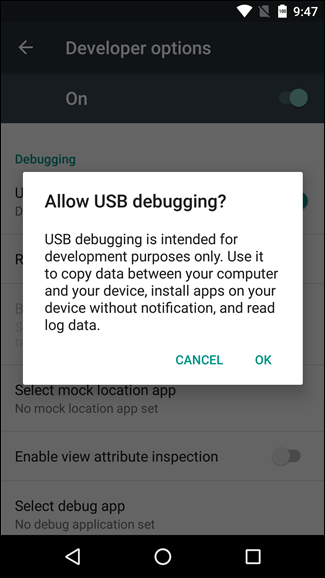 9:47
Developer options
On
Debugging
Allow USB debugging?
USB debugging is intended for
development purposes only. Use it
to copy data between your computer
and your device, install apps on your
device without notification, and read
log data.
CANCEL
OK
Select mock location app
No mock location app set
Enable view attribute inspection
Select debug app
No debug application set